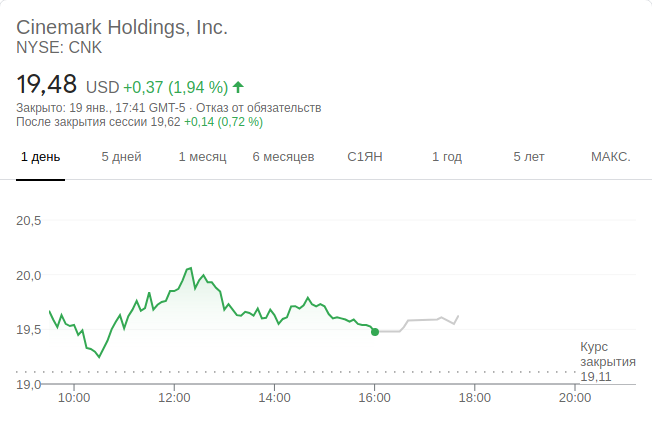 Cinemark Holdings, Inc.
NYSE: CNK
19,48 USD +0,37 (1,94 %)
Закрыто: 19 янв., 17:41 GMT-5 · Отказ от обязательств
После закрытия сессии 19,62 +0,14 (0,72 %)
1 день 5 дней 1 месяц 6 месяцев С1ЯН 1 год 5 лет МАКС.
20,5
20,0
19,5
Курс
закрытия
19,11
19,0
10:00 12:00 14:00 16:00 18:00 20:00